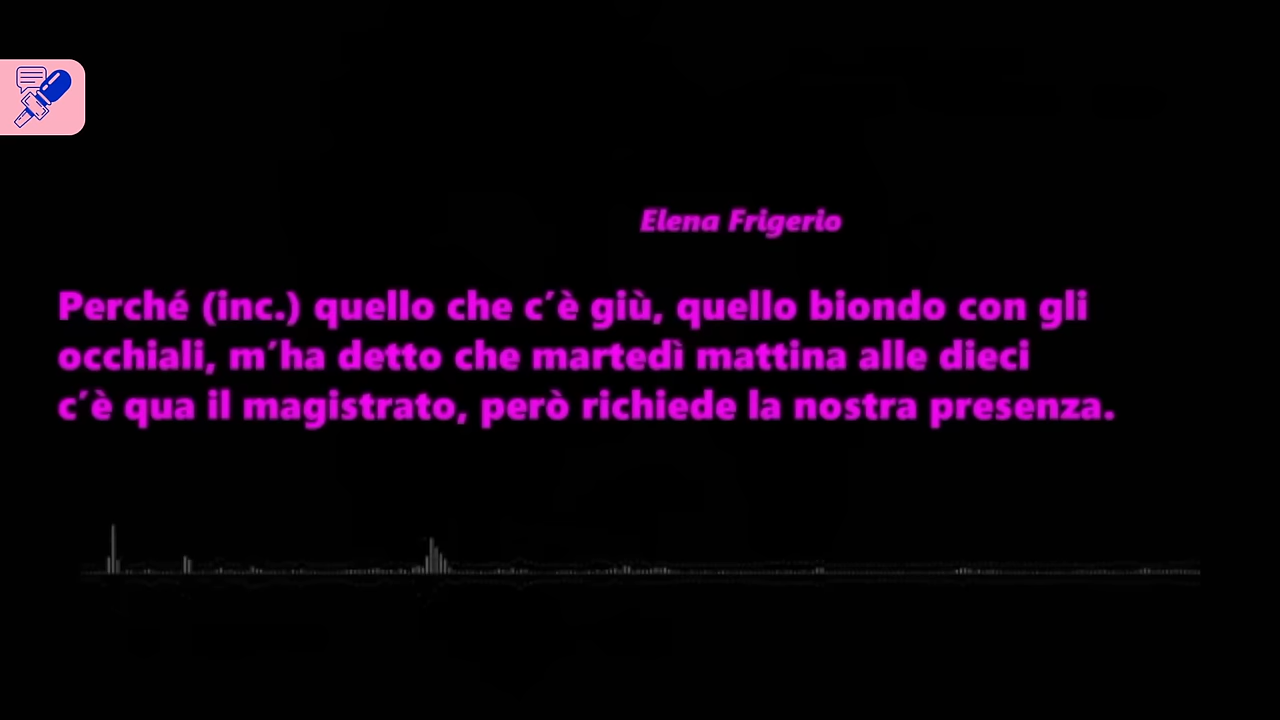 Elena Frigerio
Perché (inc.) quello che c´è giù, quello biondo con gli
occhiali, m´ha detto che martedì mattina alle dieci
c´è qua il magistrato, però richiede la nostra presenza.